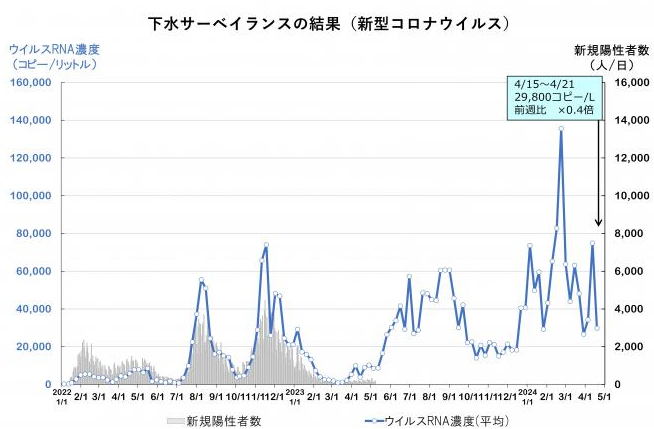 下水サーベイランスの結果（新型コロナウイルス）
ウイルスRNA濃度
（コピー/リットル）
新規陽性者数
（人/日）
4/15～4/21
29,800コピー/L
前週比　×0.4倍
160,000
140,000
120,000
100,000
80,000
60,000
40,000
20,000
0
16,000
14,000
12,000
10,000
8,000
6,000
4,000
2,000
0
2022 2023 2024
1/1 2/1 3/1 4/1 5/1 6/1 7/1 8/1 9/1 10/1 11/1 12/1 1/1 2/1 3/1 4/1 5/1 6/1 7/1 8/1 9/1 10/1 11/1 12/1 1/1 2/1 3/1 4/1 5/1
新規陽性者数 ウイルスRNA濃度(平均)